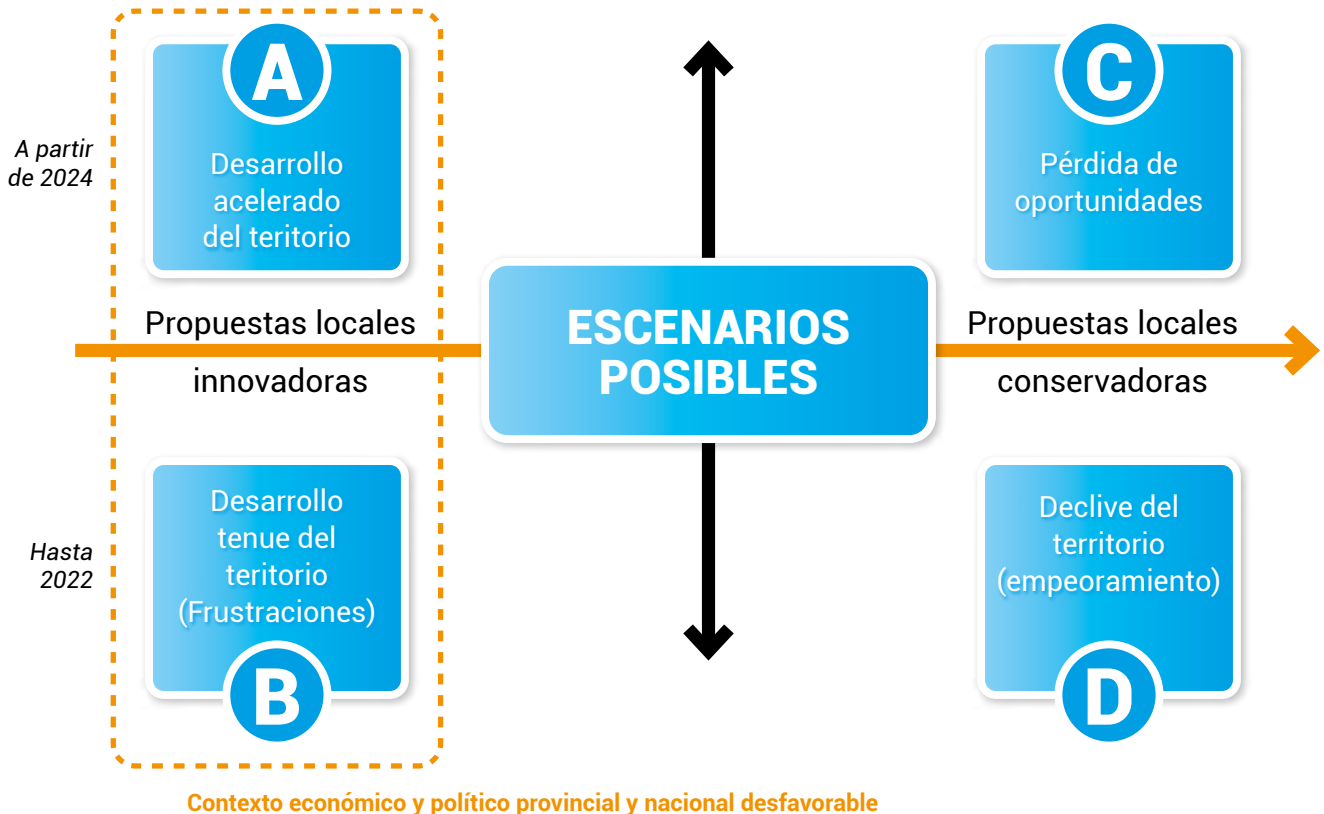 A
Desarrollo
acelerado
del teritorio
A partir
de 2024
Propuestas locales
innovadoras
Desarrollo
tenue del
teritorio
(Frustraciones)
B
Hasta
2022
ESCENARIOS
POSIBLES
C
Pérdida de
oportunidades
Propuestas locales
conservadoras
Declive del
territorio
(empeoramiento)
D
Contexto económico y político provincial y nacional desfavorable